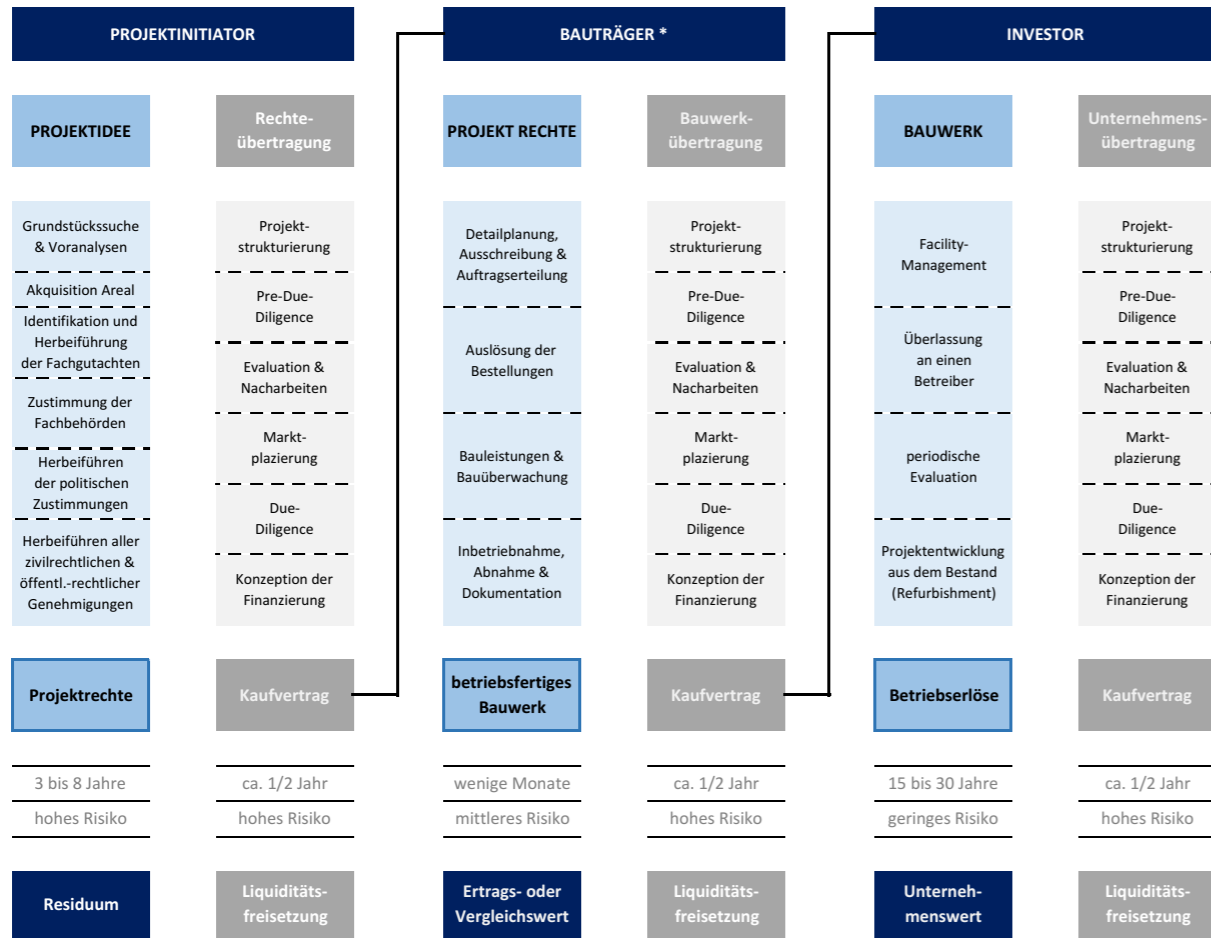 PROJEKTINITIATOR
BAUTRÄGER *
INVESTOR
PROJEKTIDEE
Rechte-
übertragung
PROJEKT RECHTE
Bauwerk-
übertragung
BAUWERK
Unternehmens-
übertragung
Grundstückssuche
& Voranalysen
Akquisition Areal
Identifikation und
Herbeiführung
der Fachgutachten
Zustimmung der
Fachbehörden
Herbeiführen
der politischen
Zustimmungen
Herbeiführen aller
zivilrechtlichen &
öffentl.-rechtlicher
Genehmigungen
Projekt-
strukturierung
Pre-Due-
Diligence
Evaluation &
Nacharbeiten
Markt-
plazierung
Due-
Diligence
Konzeption der
Finanzierung
Detailplanung,
Ausschreibung &
Auftragserteilung
Auslösung der
Bestellungen
Bauleistungen &
Bauüberwachung
Inbetriebnahme,
Abnahme &
Dokumentation
Projekt-
strukturierung
Pre-Due-
Diligence
Evaluation &
Nacharbeiten
Markt-
plazierung
Due-
Diligence
Konzeption der
Finanzierung
Facility-
Management
Überlassung
an einen
Betreiber
periodische
Evaluation
Projektentwicklung
aus dem Bestand
(Refurbishment)
Projekt-
strukturierung
Pre-Due-
Diligence
Evaluation &
Nacharbeiten
Markt-
plazierung
Due-
Diligence
Konzeption der
Finanzierung
Projektrechte
Kaufvertrag
betriebsfertiges
Bauwerk
Kaufvertrag
Betriebserlöse
Kaufvertrag
3 bis 8 Jahre
ca. 1/2 Jahr
wenige Monate
ca. 1/2 Jahr
15 bis 30 Jahre
ca. 1/2 Jahr
hohes Risiko
hohes Risiko
mittleres Risiko
hohes Risiko
geringes Risiko
hohes Risiko
Residuum
Liquiditäts-
freisetzung
Ertrags- oder
Vergleichswert
Liquiditäts-
freisetzung
Unterneh-
menswert
Liquiditäts-
freisetzung